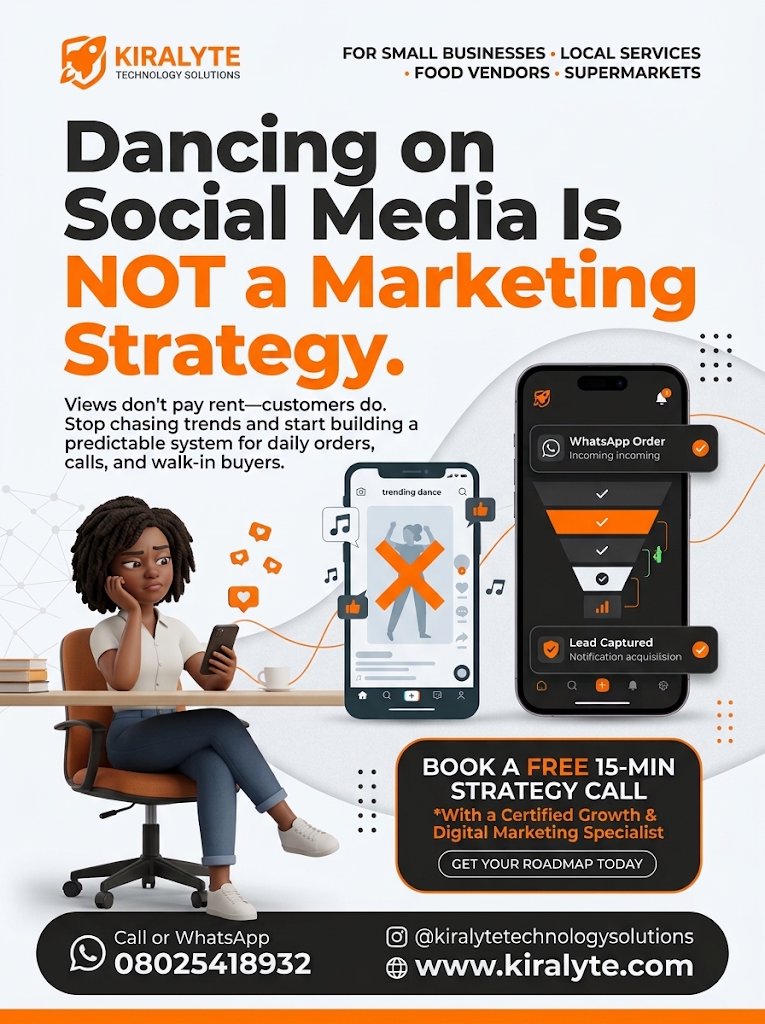 KIRALYTE
TECHNOLOGY SOLUTIONS
FOR SMALL BUSINESSES • LOCAL SERVICES
• FOOD VENDORS • SUPERMARKETS
Dancing on
Social Media Is
NOT a Marketing
Strategy.
Views don't pay rent—customers do.
Stop chasing trends and start building a
predictable system for daily orders,
calls, and walk-in buyers.
trending dance
WhatsApp Order
Incoming incoming
Lead Captured
Notification acquisilsion
BOOK A FREE 15-MIN
STRATEGY CALL
*With a Certified Growth &
Digital Marketing Specialist
GET YOUR ROADMAP TODAY
Call or WhatsApp
08025418932
@kiralytetechnologysolutions
www.kiralyte.com